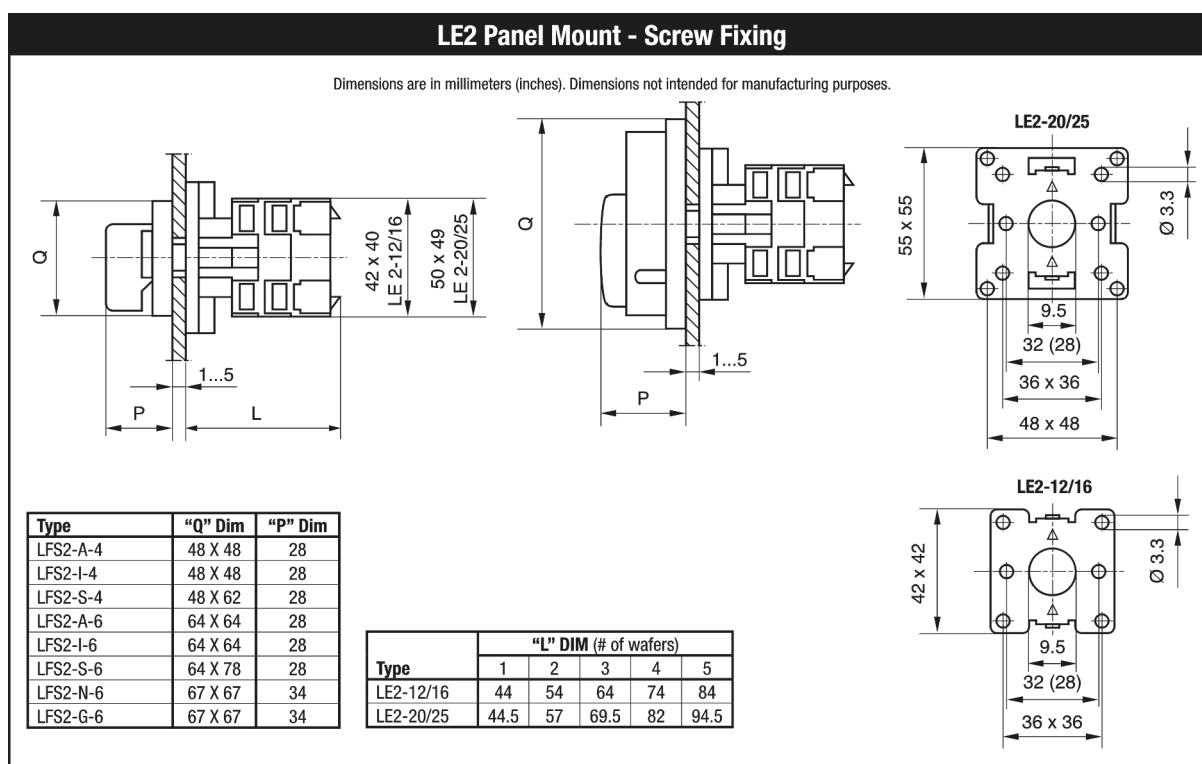 LE2 Panel Mount - Screw Fixing
Dimensions are in millimeters (inches). Dimensions not intended for manufacturing purposes.
Q
P
1...5
L
42 x 40
LE 2-12/16
50 x 49
LE 2-20/25
Q
P
1...5
LE2-20/25
55 x 55
Ø 3.3
9.5
32 (28)
36 x 36
48 x 48
LE2-12/16
42 x 42
Ø 3.3
9.5
32 (28)
36 x 36
Type “Q” Dim “P” Dim
LFS2-A-4 48 X 48 28
LFS2-I-4 48 X 48 28
LFS2-S-4 48 X 62 28
LFS2-A-6 64 X 64 28
LFS2-I-6 64 X 64 28
LFS2-S-6 64 X 78 28
LFS2-N-6 67 X 67 34
LFS2-G-6 67 X 67 34
“L” DIM (# of wafers)
Type 1 2 3 4 5
LE2-12/16 44 54 64 74 84
LE2-20/25 44.5 57 69.5 82 94.5